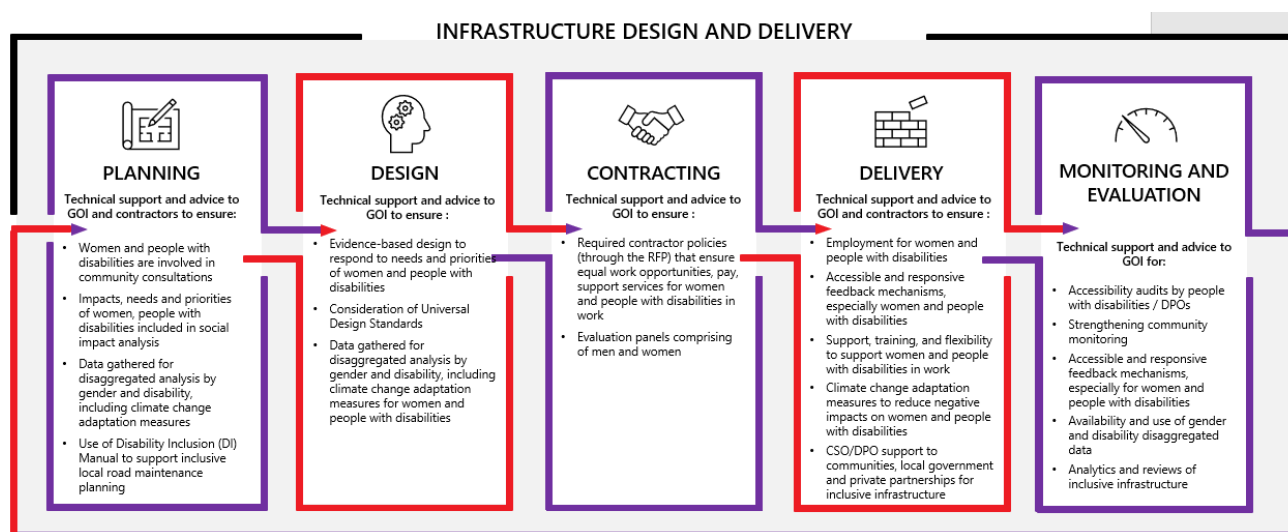 INFRASTRUCTURE DESIGN AND DELIVERY
PLANNING
Technical support and advice to
GOI and contractors to ensure:
• Women and people with
disabilities are involved in
community consultations
• Impacts, needs and priorities
of women, people with
disabilities included in social
impact analysis
• Data gathered for
disaggregated analysis by
gender and disability,
including climate change
adaptation measures
• Use of Disability Inclusion (DI)
Manual to support inclusive
local road maintenance
planning
DESIGN
Technical support and advice to
GOI to ensure :
• Evidence-based design to
respond to needs and priorities
of women and people with
disabilities
• Consideration of Universal
Design Standards
• Data gathered for
disaggregated analysis by
gender and disability, including
climate change adaptation
measures for women and
people with disabilities
CONTRACTING
Technical support and advice to
GOI to ensure :
• Required contractor policies
(through the RFP) that ensure
equal work opportunities, pay,
support services for women
and people with disabilities in
work
• Evaluation panels comprising
of men and women
DELIVERY
Technical support and advice to
GOI and contractors to ensure :
• Employment for women and
people with disabilities
• Accessible and responsive
feedback mechanisms,
especially women and people
with disabilities
• Support, training, and flexibility
to support women and people
with disabilities in work
• Climate change adaptation
measures to reduce negative
impacts on women and people
with disabilities
• CSO/DPO support to
communities, local government
and private partnerships for
inclusive infrastructure
MONITORING AND
EVALUATION
Technical support and advice to
GOI for:
• Accessibility audits by people
with disabilities / DPOs
• Strengthening community
monitoring
• Accessible and responsive
feedback mechanisms,
especially for women and
people with disabilities
• Availability and use of gender
and disability disaggregated
data
• Analytics and reviews of
inclusive infrastructure